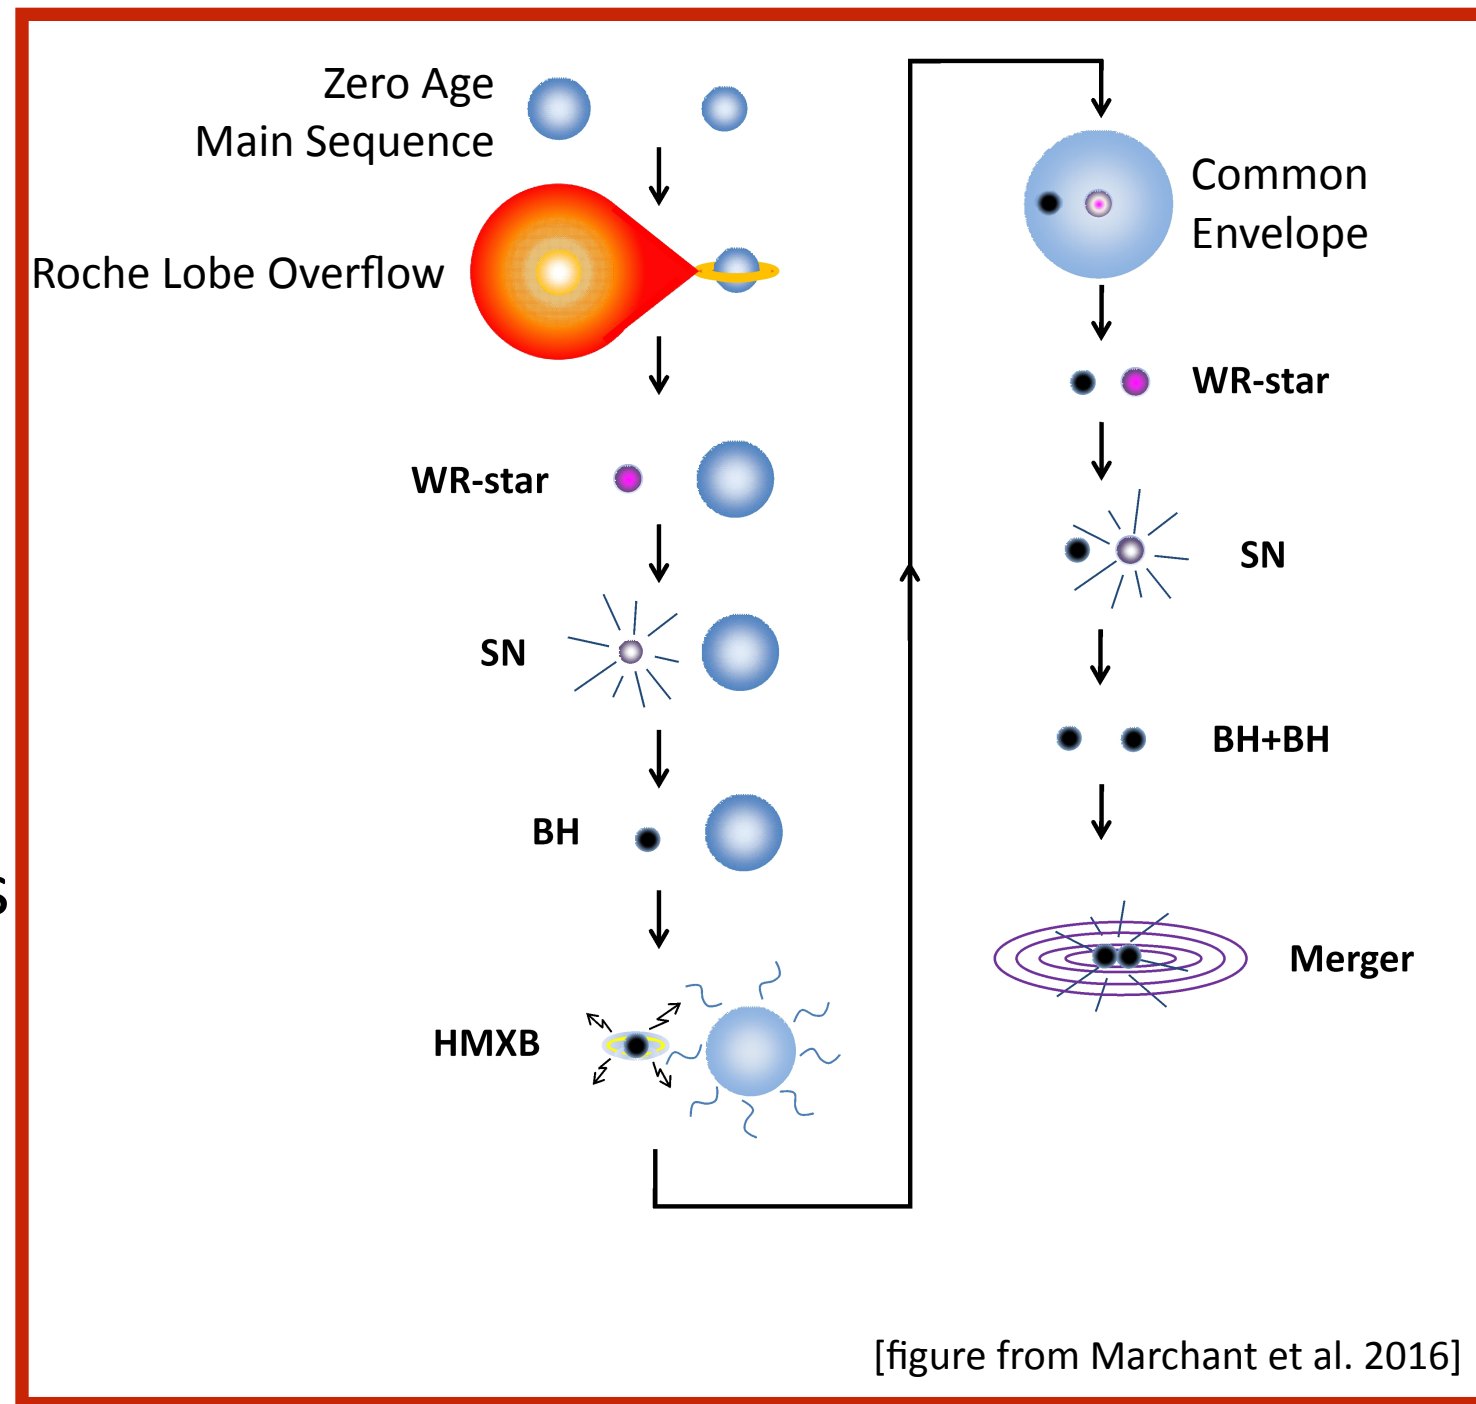 Zero Age
Main Sequence
Roche Lobe Overflow
WR-star
SN
BH
HMXB
Common
Envelope
WR-star
SN
BH+BH
Merger
s
[figure from Marchant et al. 2016]